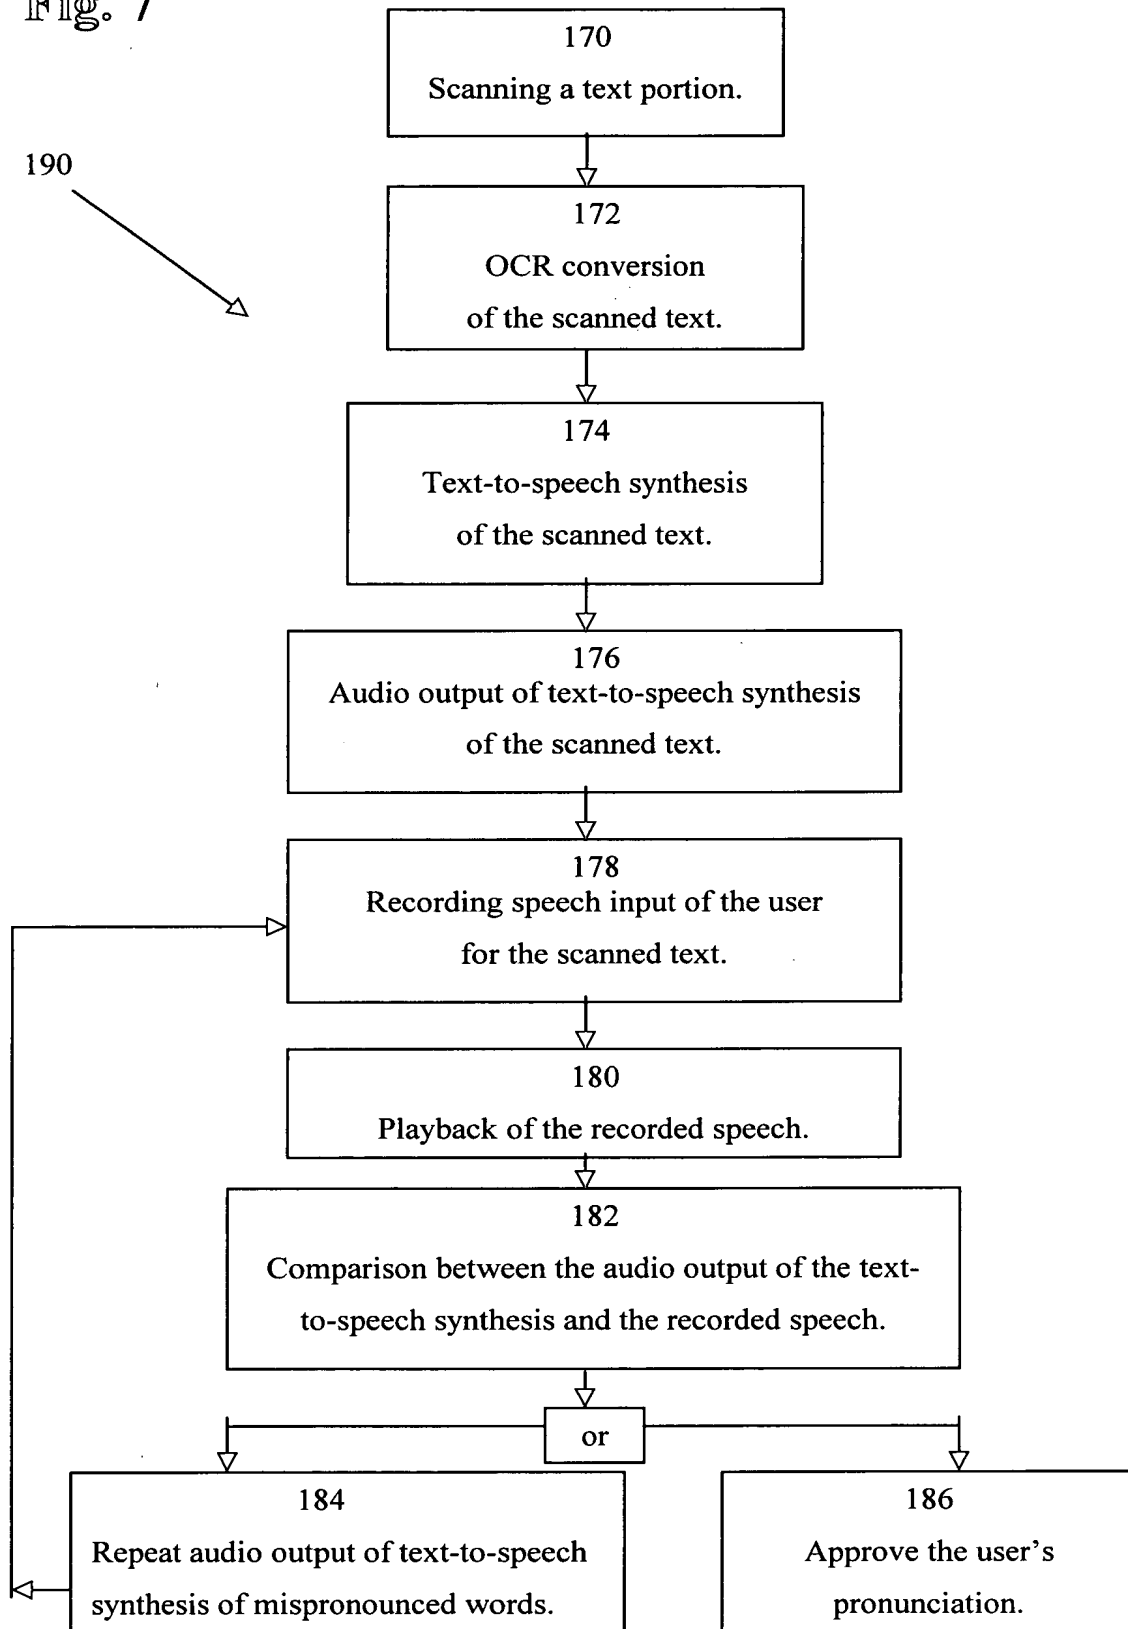 Fig. 7
170
Scanning a text portion.
190
172
OCR conversion
of the scanned text.
174
Text-to-speech synthesis
of the scanned text.
176
Audio output of text-to-speech synthesis
of the scanned text.
178
Recording speech input of the user
for the scanned text.
180
Playback of the recorded speech.
182
Comparison between the audio output of the text-
to-speech synthesis and the recorded speech.
or
184
Repeat audio output of text-to-speech
synthesis of mispronounced words.
186
Approve the user's
pronunciation.